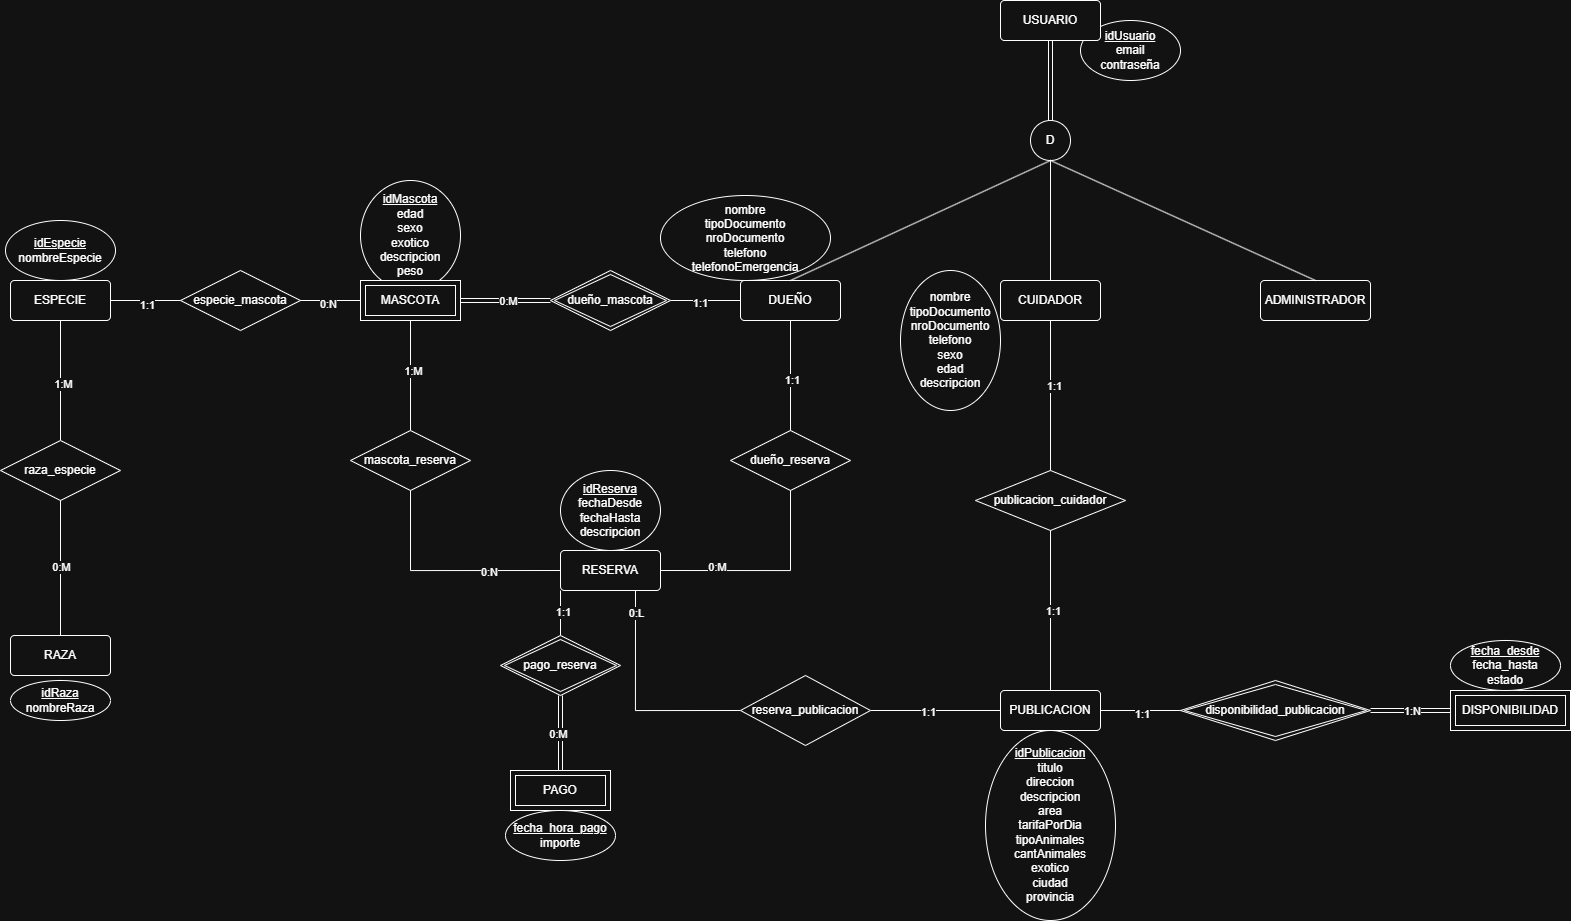 USUARIO
idUsuario
email
contraseña
D
idMascota
edad
sexo
exotico
descripcion
peso
nombre
tipoDocumento
nroDocumento
telefono
telefonoEmergencia
idEspecie
nombreEspecie
ESPECIE
1:1
especie_mascota
0:N
MASCOTA
0:M
dueño_mascota
1:1
DUEÑO
CUIDADOR
ADMINISTRADOR
nombre
tipoDocumento
nroDocumento
telefono
sexo
edad
descripcion
1:M
1:M
1:1
1:1
raza_especie
mascota_reserva
dueño_reserva
publicacion_cuidador
idReserva
fechaDesde
fechaHasta
descripcion
0:M
0:N
RESERVA
0:M
1:1
0:L
1:1
RAZA
idRaza
nombreRaza
pago_reserva
0:M
reserva_publicacion
1:1
PUBLICACION
1:1
disponibilidad_publicacion
1:N
fecha_desde
fecha_hasta
estado
DISPONIBILIDAD
PAGO
fecha_hora_pago
importe
idPublicacion
titulo
direccion
descripcion
area
tarifaPorDia
tipoAnimales
cantAnimales
exotico
ciudad
provincia